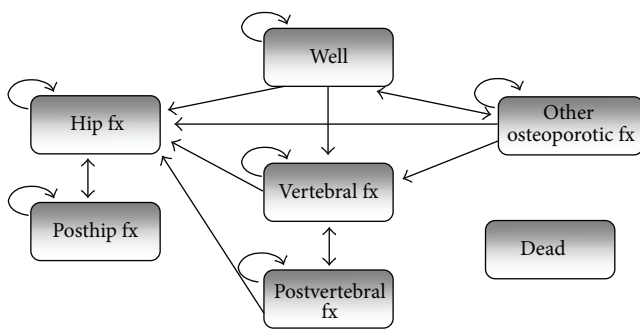 Well
Hip fx
Other
osteoporotic fx
Vertebral fx
Posthip fx
Dead
Postvertebral
fx